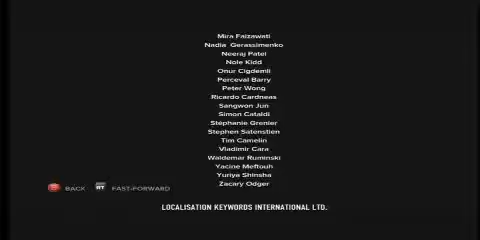 Mira Faizawati
Nadia Gerassimenko
Neeraj Patel
Nole Kidd
Onur Cigdemli
Perceval Barry
Peter Wong
Ricardo Cardneas
Sangwon Jun
Simon Cataldi
Stéphanie Grenier
Stephen Satenstien
Tim Camelin
Vladimir Cara
Waldemar Ruminski
Yacine Meftouh
Yuriya Shinsha
Zacary Odger
B BACK RT FAST-FORWARD
LOCALISATION KEYWORDS INTERNATIONAL LTD.